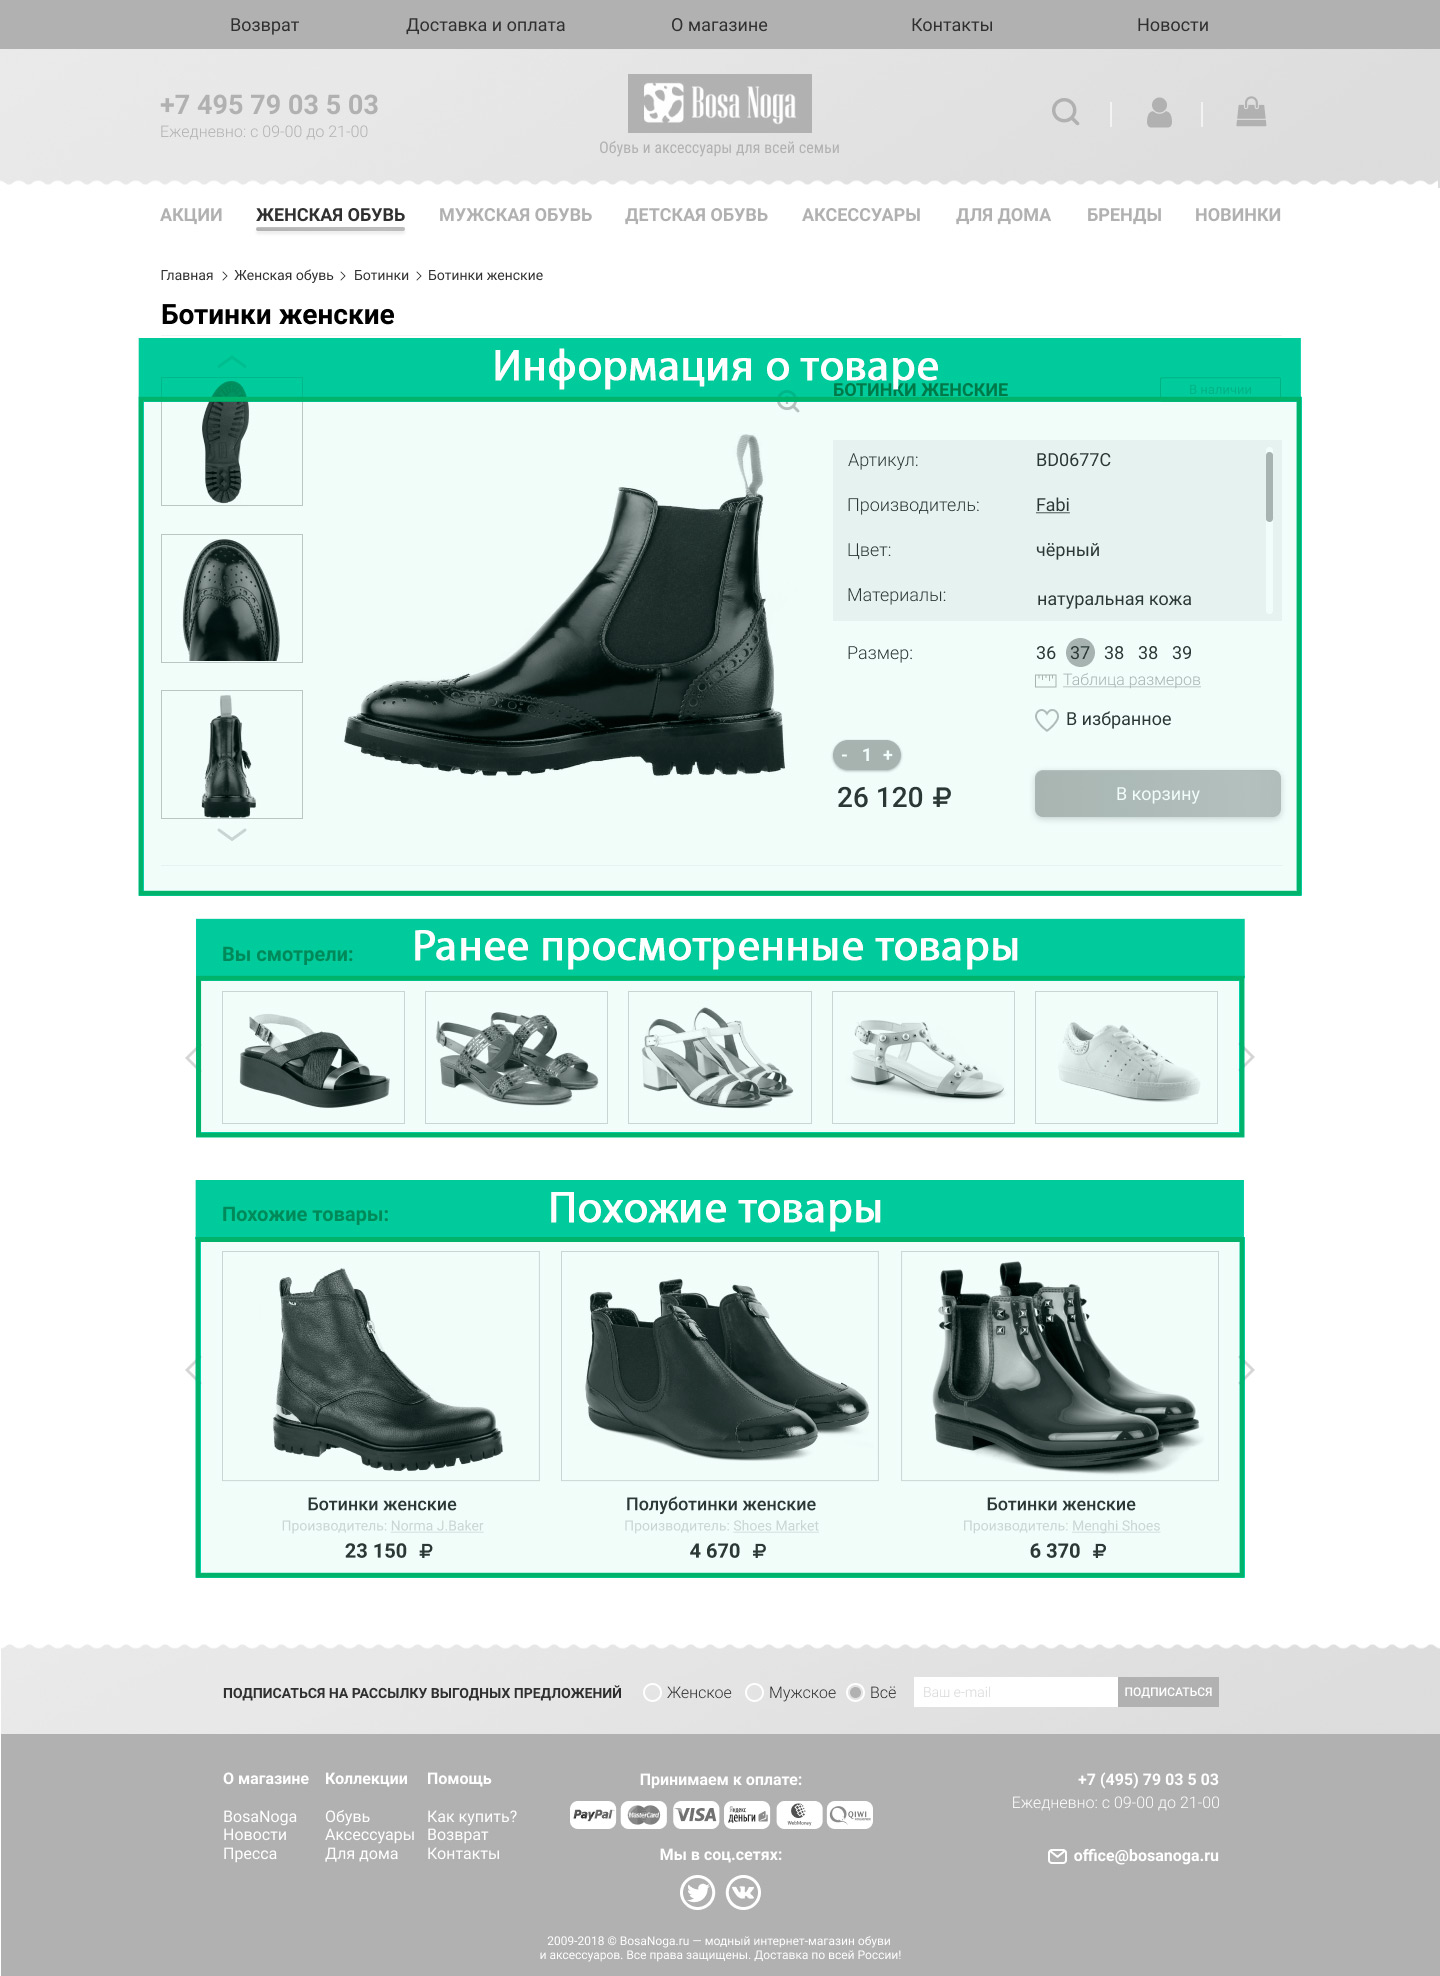 Возврат Доставка и оплата О магазине Контакты Новости
+7 495 79 03 5 03
Ежедневно: с 09-00 до 21-00
Bosa Noga
Обувь и аксессуары для всей семьи
АКЦИИ ЖЕНСКАЯ ОБУВЬ МУЖСКАЯ ОБУВЬ ДЕТСКАЯ ОБУВЬ АКСЕССУАРЫ ДЛЯ ДОМА БРЕНДЫ НОВИНКИ
Главная > Женская обувь > Ботинки > Ботинки женские
Ботинки женские
Информация о товаре
БОТИНКИ ЖЕНСКИЕ В наличии
Артикул: BD0677C
Производитель: Fabi
Цвет: чёрный
Материалы: натуральная кожа
Размер: 36 37 38 38 39
Таблица размеров
В избранное
- 1 +
26 120 ₽ В корзину
Вы смотрели: Ранее просмотренные товары
Похожие товары: Похожие товары
Ботинки женские Полуботинки женские Ботинки женские
Производитель: Norma J.Baker Производитель: Shoes Market Производитель: Menghi Shoes
23 150 ₽ 4 670 ₽ 6 370 ₽
ПОДПИСАТЬСЯ НА РАССЫЛКУ ВЫГОДНЫХ ПРЕДЛОЖЕНИЙ Женское Мужское Всё Ваш e-mail ПОДПИСАТЬСЯ
О магазине Коллекции Помощь Принимаем к оплате: +7 (495) 79 03 5 03
Ежедневно: с 09-00 до 21-00
BosaNoga Обувь Как купить? PayPal MasterCard VISA Яндекс деньги WebMoney QIWI
Новости Аксессуары Возврат
Пресса Для дома Контакты
Мы в соц.сетях: office@bosanoga.ru
2009-2018 © BosaNoga.ru — модный интернет-магазин обуви
и аксессуаров. Все права защищены. Доставка по всей России!